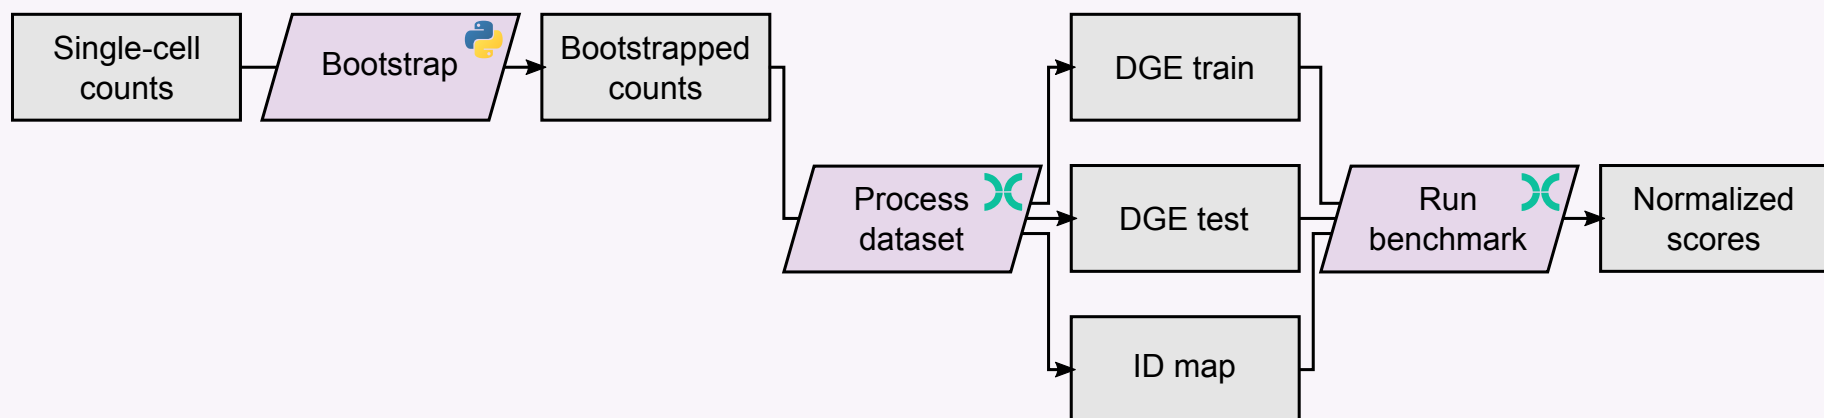 Single-cell
counts
Bootstrap
Bootstrapped
counts
Process
dataset
DGE train
DGE test
ID map
Run
benchmark
Normalized
scores